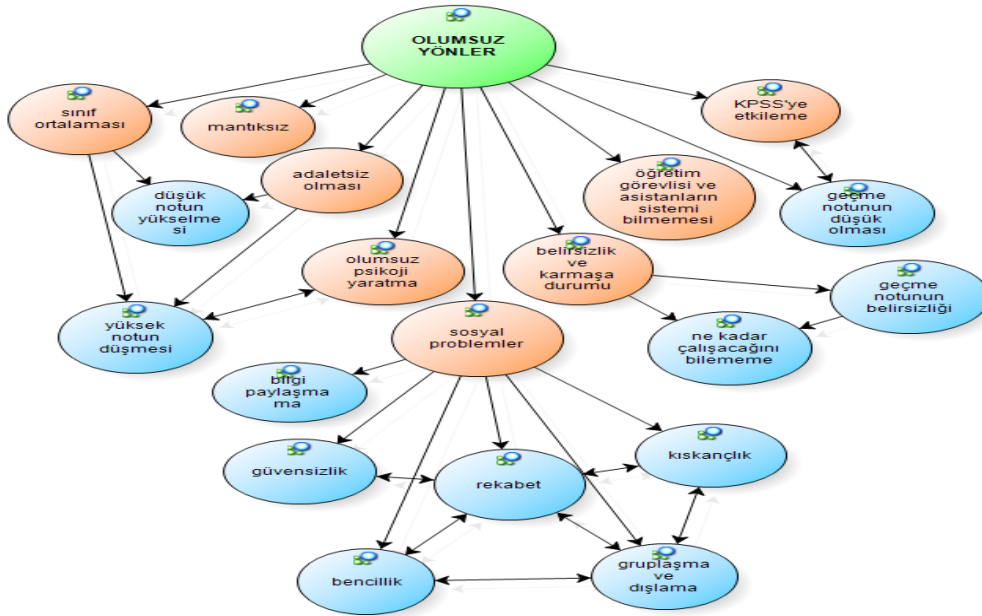 OLUMSUZ
YÖNLER
sınıf
ortalaması
mantıksız
KPSS'ye
etkileme
adaletsiz
olması
öğretim
görevlisi ve
asistanların
sistemi
bilmemesi
düşük
notun
yükselme
si
geçme
notunun
düşük
olması
olumsuz
psikoji
yaratma
belirsizlik
ve
karmaşa
durumu
geçme
notunun
belirsizliği
yüksek
notun
düşmesi
sosyal
problemler
ne kadar
çalışacağını
bilememe
bilgi
paylaşma
ma
güvensizlik
rekabet
kıskançlık
bencillik
gruplaşma
ve
dışlama